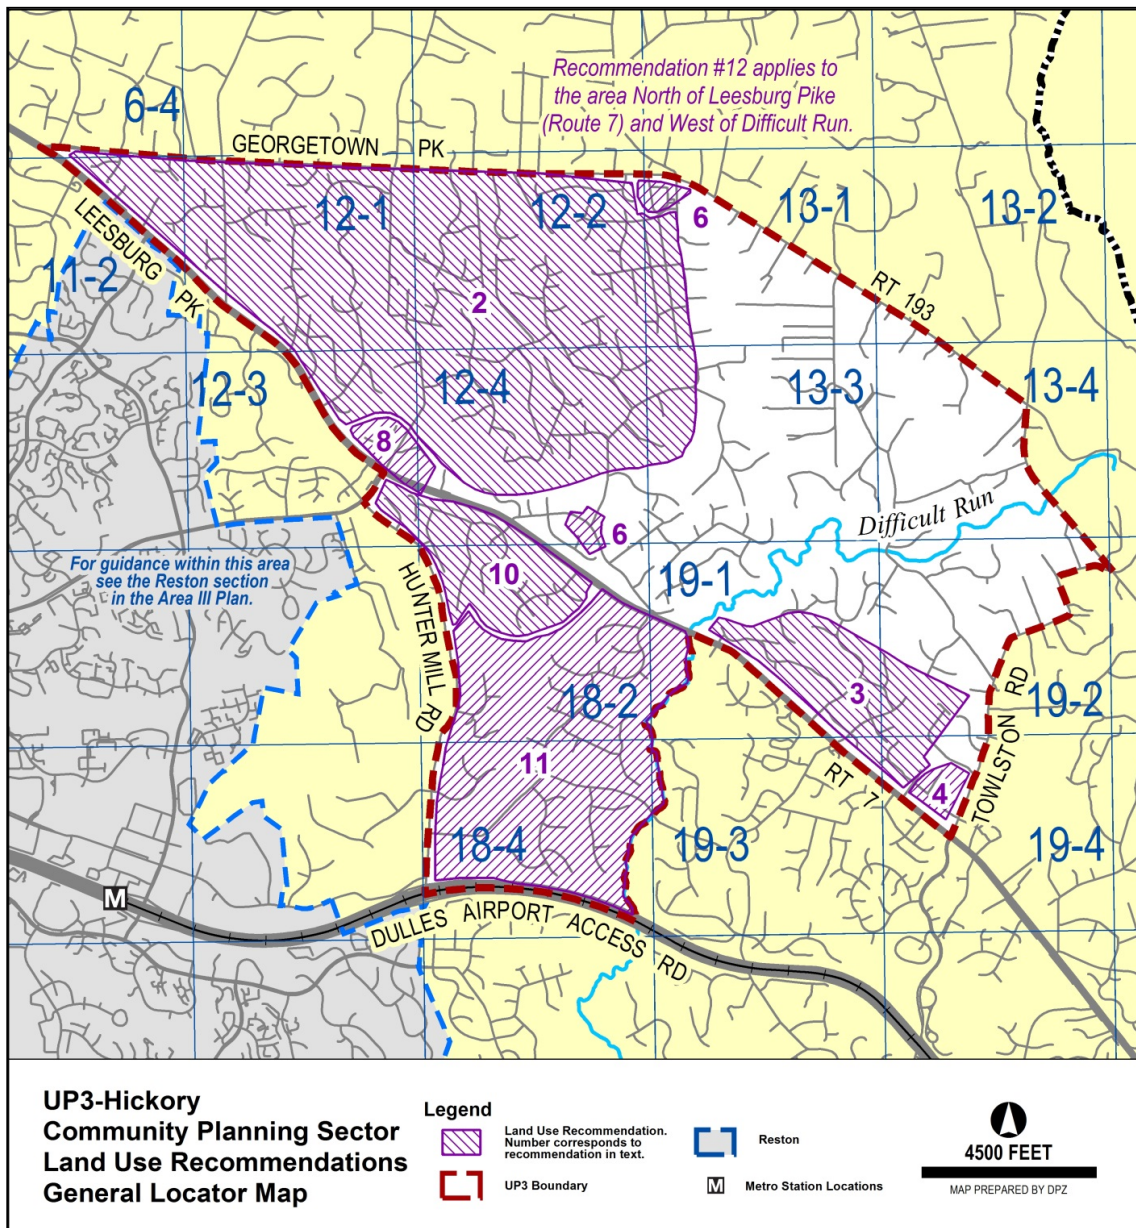 Recommendation #12 applies to
the area North of Leesburg Pike
(Route 7) and West of Difficult Run.
6-4
GEORGETOWN PK
12-1
12-2
6
13-1
13-2
LEESBURG PK
11-2
2
RT 193
12-3
12-4
13-3
13-4
8
Difficult Run
6
For guidance within this area
see the Reston section
in the Area III Plan.
HUNTER MILL RD
10
19-1
18-2
3
19-2
TOWLSTON RD
11
RT 7
4
18-4
19-3
19-4
M
DULLES AIRPORT ACCESS RD
UP3-Hickory
Community Planning Sector
Land Use Recommendations
General Locator Map
Legend
Land Use Recommendation.
Number corresponds to
recommendation in text.
UP3 Boundary
Reston
M Metro Station Locations
4500 FEET
MAP PREPARED BY DPZ